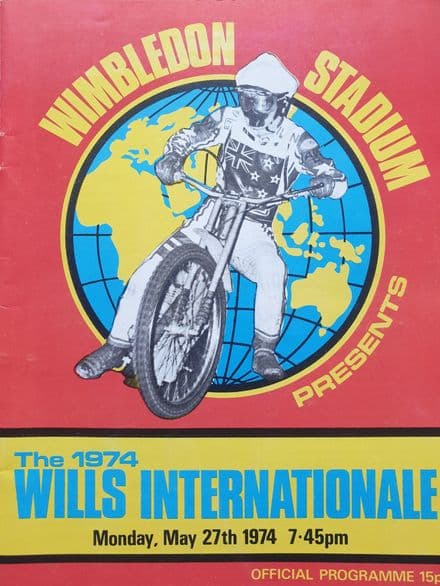 WIMBLEDON STADIUM
PRESENTS
The 1974
WILLS INTERNATIONALE
Monday, May 27th 1974 7·45pm
OFFICIAL PROGRAMME 15p